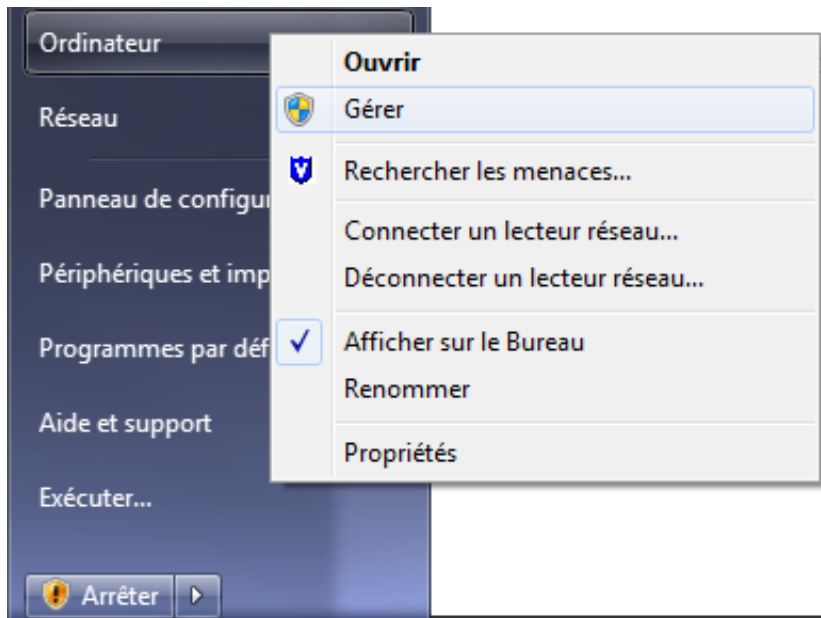 Ordinateur
Réseau
Panneau de configu
Périphériques et imp
Programmes par déf
Aide et support
Exécuter...
Arrêter
Ouvrir
Gérer
Rechercher les menaces...
Connecter un lecteur réseau...
Déconnecter un lecteur réseau...
Afficher sur le Bureau
Renommer
Propriétés